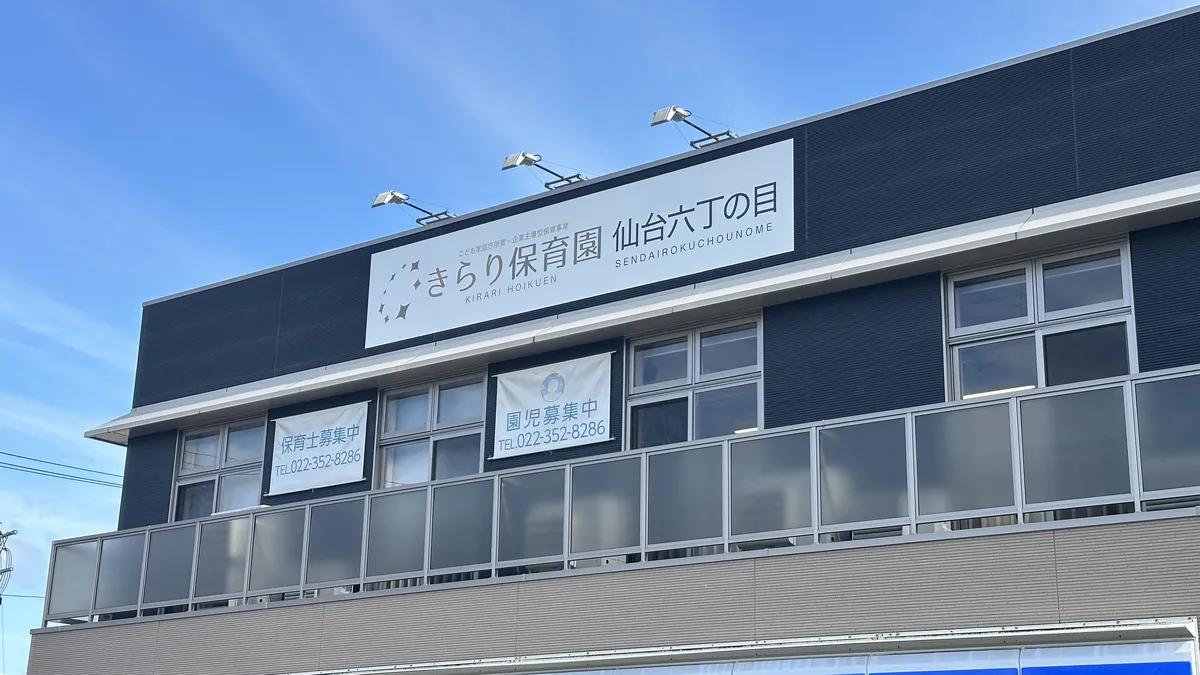 こども家庭庁所管・企業主導型保育事業
きらり保育園
KIRARI HOIKUEN
仙台六丁の目
SENDAIROKUCHOUNOME
保育士募集中
TEL.022-352-8286
園児募集中
TEL.022-352-8286